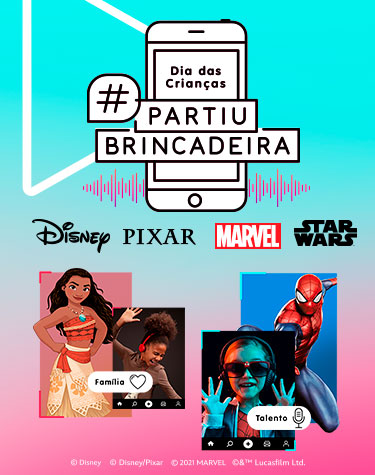 Dia das
Crianças
#
PARTIU
BRINCADEIRA
Disney PIXAR MARVEL STAR WARS
Família
Talento
© Disney © Disney/Pixar © 2021 MARVEL ©&™ Lucasfilm Ltd.